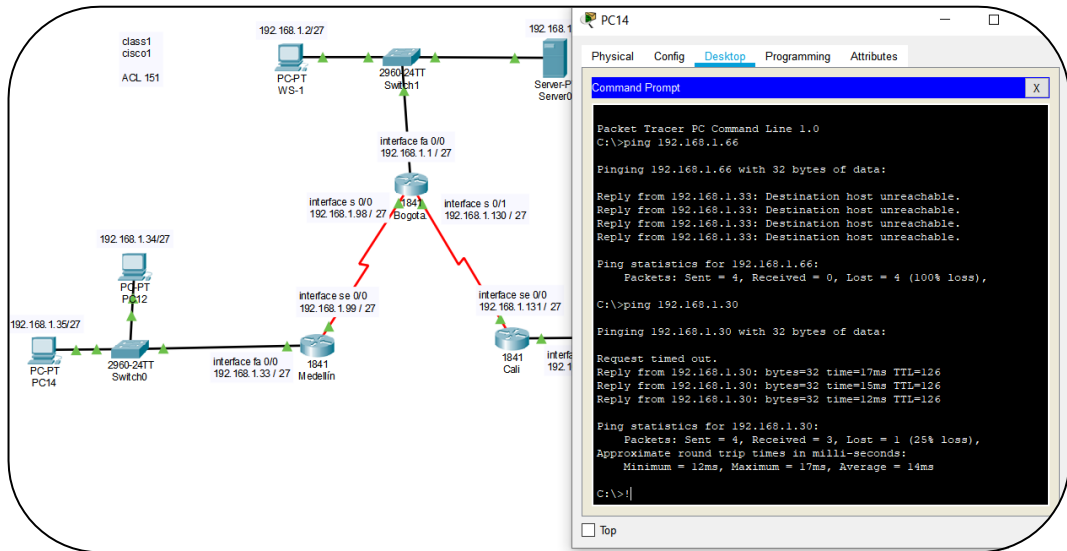 class1
cisco1
ACL 151
192.168.1.2/27
192.168.1
PC-PT
WS-1
2960-24TT
Switch1
Server-P
Server0
interface fa 0/0
192.168.1.1 / 27
interface s 0/0
192.168.1.98 / 27
interface s 0/1
192.168.1.130 / 27
1841
Bogota
192.168.1.34/27
PC-PT
PC12
interface se 0/0
192.168.1.99 / 27
interface se 0/0
192.168.1.131 / 27
192.168.1.35/27
PC-PT
PC14
2960-24TT
Switch0
interface fa 0/0
192.168.1.33 / 27
1841
Medellín
1841
Cali
interfa
192.1
PC14
Physical Config Desktop Programming Attributes
Command Prompt
X
Packet Tracer PC Command Line 1.0
C:\>ping 192.168.1.66
Pinging 192.168.1.66 with 32 bytes of data:
Reply from 192.168.1.33: Destination host unreachable.
Reply from 192.168.1.33: Destination host unreachable.
Reply from 192.168.1.33: Destination host unreachable.
Reply from 192.168.1.33: Destination host unreachable.
Ping statistics for 192.168.1.66:
Packets: Sent = 4, Received = 0, Lost = 4 (100% loss),
C:\>ping 192.168.1.30
Pinging 192.168.1.30 with 32 bytes of data:
Request timed out.
Reply from 192.168.1.30: bytes=32 time=17ms TTL=126
Reply from 192.168.1.30: bytes=32 time=15ms TTL=126
Reply from 192.168.1.30: bytes=32 time=12ms TTL=126
Ping statistics for 192.168.1.30:
Packets: Sent = 4, Received = 3, Lost = 1 (25% loss),
Approximate round trip times in milli-seconds:
Minimum = 12ms, Maximum = 17ms, Average = 14ms
C:\>!
Top